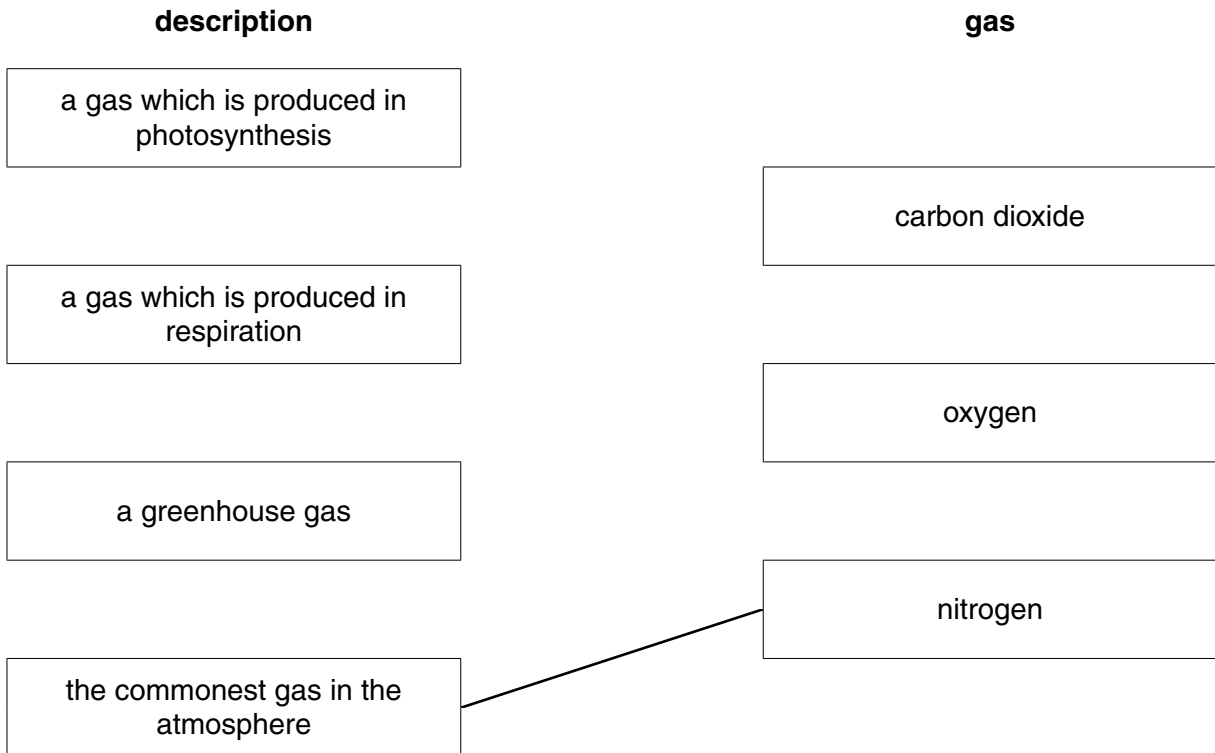 description
gas
a gas which is produced in
photosynthesis
carbon dioxide
a gas which is produced in
respiration
oxygen
a greenhouse gas
nitrogen
the commonest gas in the
atmosphere